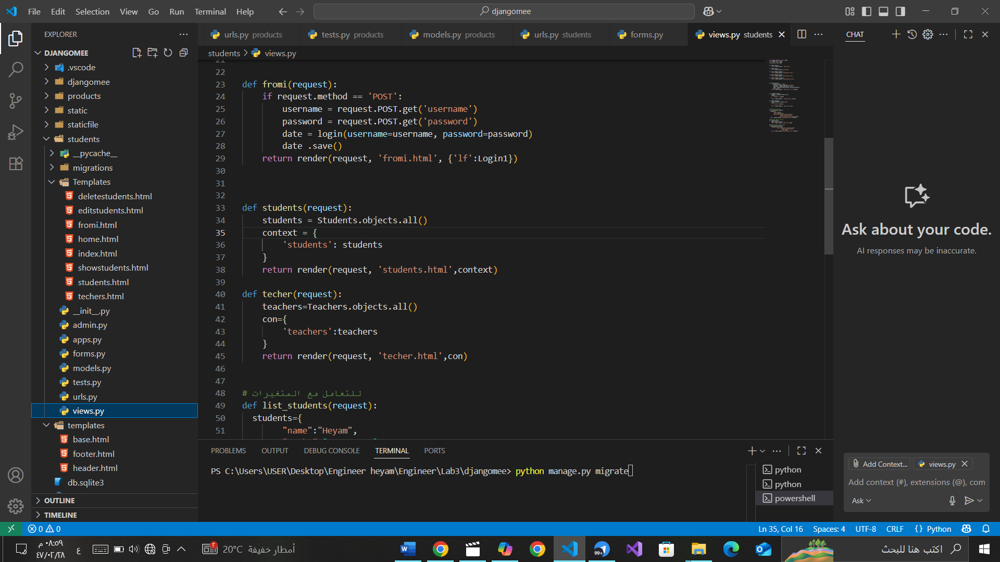 File Edit Selection View Go Run Terminal Help
djangomee
EXPLORER
DJANGOMEE
.vscode
djangomee
products
static
staticfile
students
__pycache__
migrations
Templates
deletestudents.html
editstudents.html
fromi.html
home.html
index.html
showstudents.html
students.html
techers.html
__init__.py
admin.py
apps.py
forms.py
models.py
tests.py
urls.py
views.py
templates
base.html
footer.html
header.html
db.sqlite3
OUTLINE
TIMELINE
urls.py products
tests.py products
models.py products
urls.py students
forms.py
views.py students
students > views.py
21
22
23 def fromi(request):
24 if request.method == 'POST':
25 username = request.POST.get('username')
26 password = request.POST.get('password')
27 date = login(username=username, password=password)
28 date .save()
29 return render(request, 'fromi.html', {'lf':Login1})
30
31
32
33 def students(request):
34 students = Students.objects.all()
35 context = {
36 'students': students
37 }
38 return render(request, 'students.html',context)
39
40 def techer(request):
41 teachers=Teachers.objects.all()
42 con={
43 'teachers':teachers
44 }
45 return render(request, 'techer.html',con)
46
47
48 # للتعامل مع المتغيرات
49 def list_students(request):
50 students={
51 "name":"Heyam",
PROBLEMS OUTPUT DEBUG CONSOLE TERMINAL PORTS
PS C:\Users\USER\Desktop\Engineer heyam\Engineer\Lab3\djangomee> python manage.py migrate
python
python
powershell
CHAT
Ask about your code.
AI responses may be inaccurate.
Add Context...
views.py
Add context (#), extensions (@), com
Ask
0 0
Ln 35, Col 16 Spaces: 4 UTF-8 CRLF {} Python
٠٨:٥٩ م
٤٧/٠٢/٢٨
ع
٢
20°C أمطار خفيفة
99+
اكتب هنا للبحث